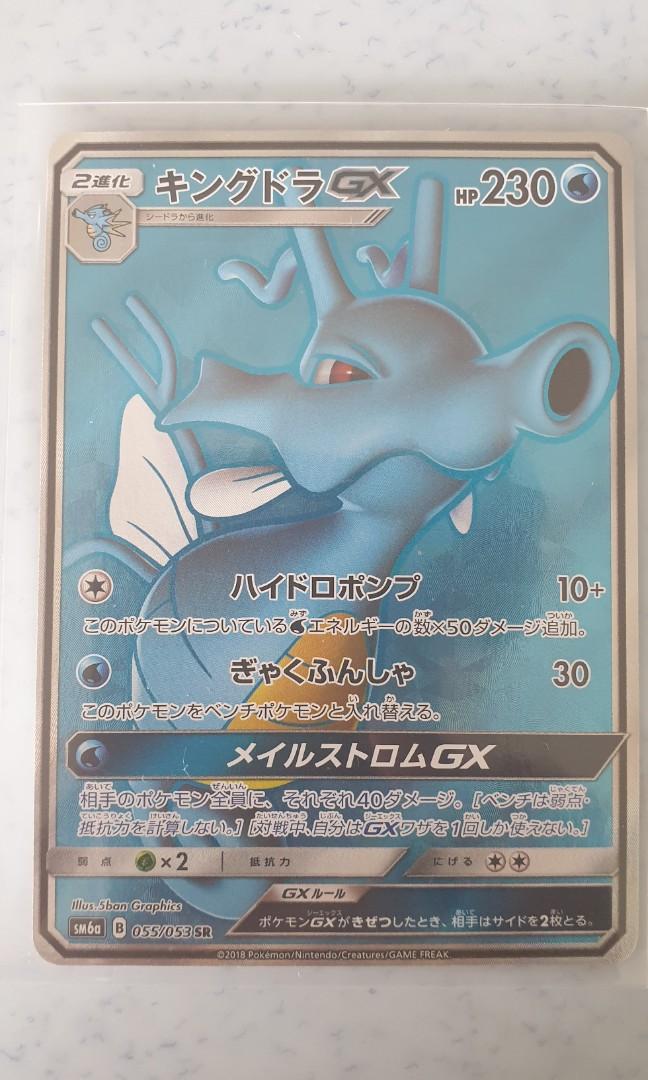 2進化 キングドラGX HP230
シードラから進化
ハイドロポンプ 10+
このポケモンについているエネルギーの数×50ダメージ追加。
ぎゃくふんしゃ 30
このポケモンをベンチポケモンと入れ替える。
メイルストロムGX
相手のポケモン全員に、それぞれ40ダメージ。[ベンチは弱点・
抵抗力を計算しない。][対戦中、自分はGXワザを1回しか使えない。]
弱点 ×2 抵抗力 にげる
Illus. 5ban Graphics
GXルール
ポケモンGXがきぜつしたとき、相手はサイドを2枚とる。
SM6a B 055/053 SR
©2018 Pokémon/Nintendo/Creatures/GAME FREAK.